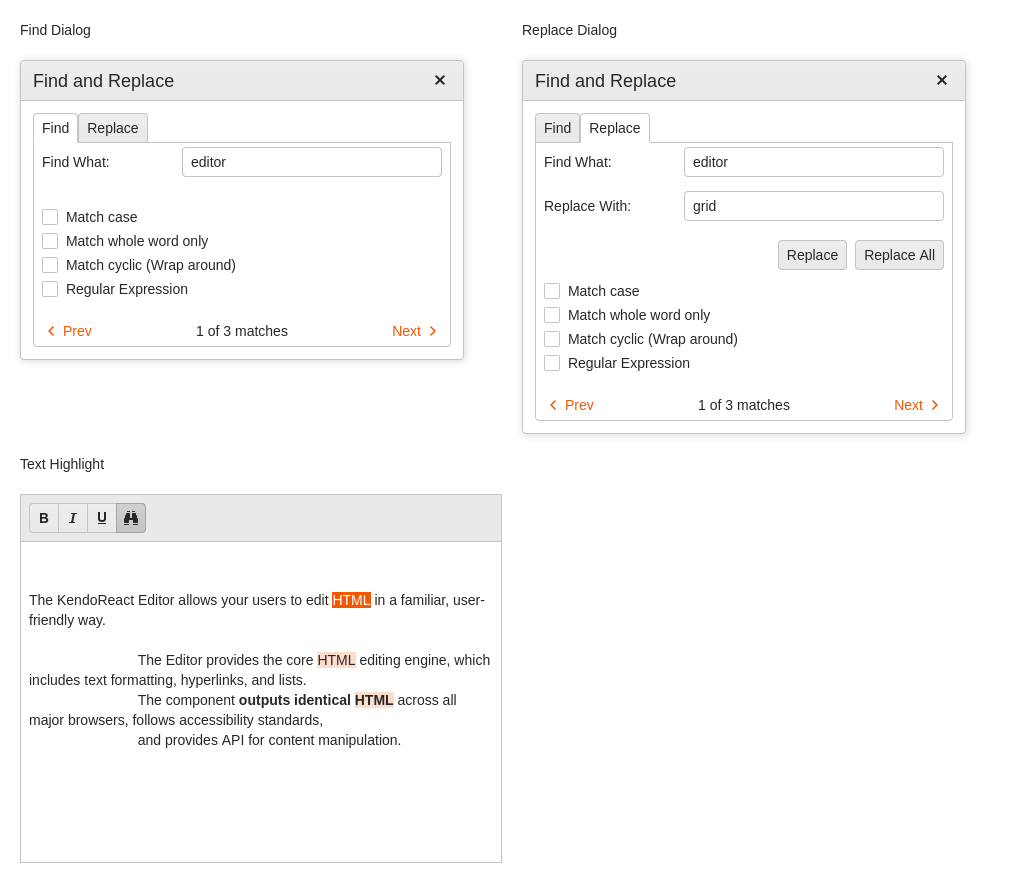 Find Dialog
Find and Replace
Find Replace
Find What: editor
Match case
Match whole word only
Match cyclic (Wrap around)
Regular Expression
Prev 1 of 3 matches Next
Replace Dialog
Find and Replace
Find Replace
Find What: editor
Replace With: grid
Replace Replace All
Match case
Match whole word only
Match cyclic (Wrap around)
Regular Expression
Prev 1 of 3 matches Next
Text Highlight
B I U
The KendoReact Editor allows your users to edit HTML in a familiar, user-
friendly way.
The Editor provides the core HTML editing engine, which
includes text formatting, hyperlinks, and lists.
The component outputs identical HTML across all
major browsers, follows accessibility standards,
and provides API for content manipulation.